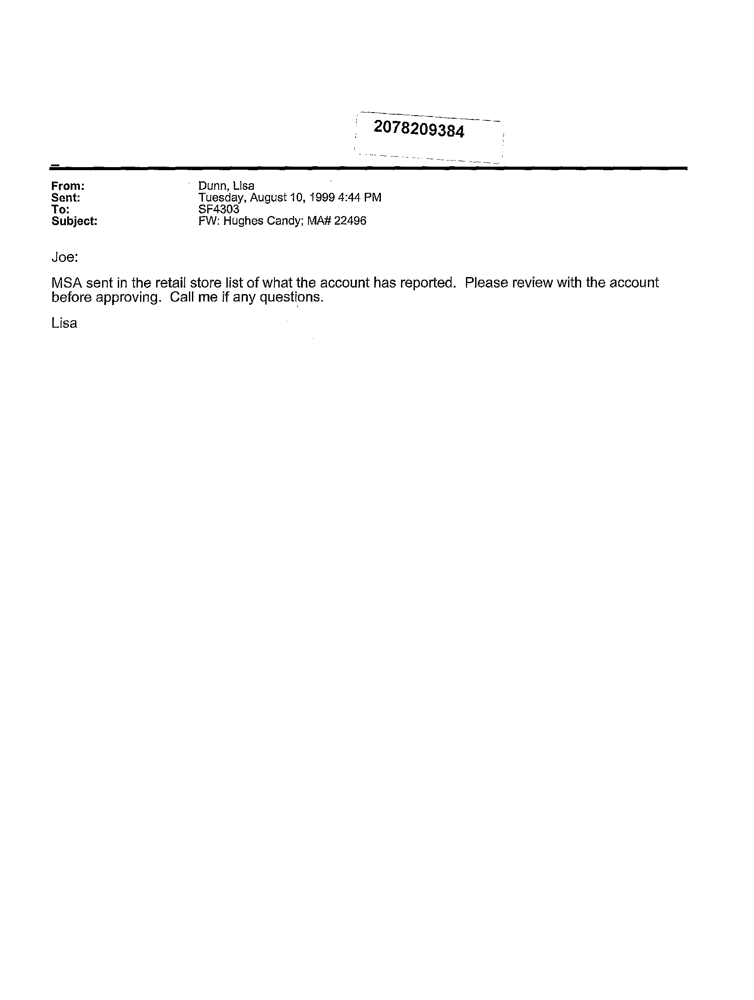 2078209384
From: Dunn, Lisa
Sent: Tuesday, August 10, 1999 4:44 PM
To: SF4303
Subject: FW: Hughes Candy; MA# 22496
Joe:
MSA sent in the retail store list of what the account has reported.  Please review with the account
before approving.  Call me if any questions.
Lisa